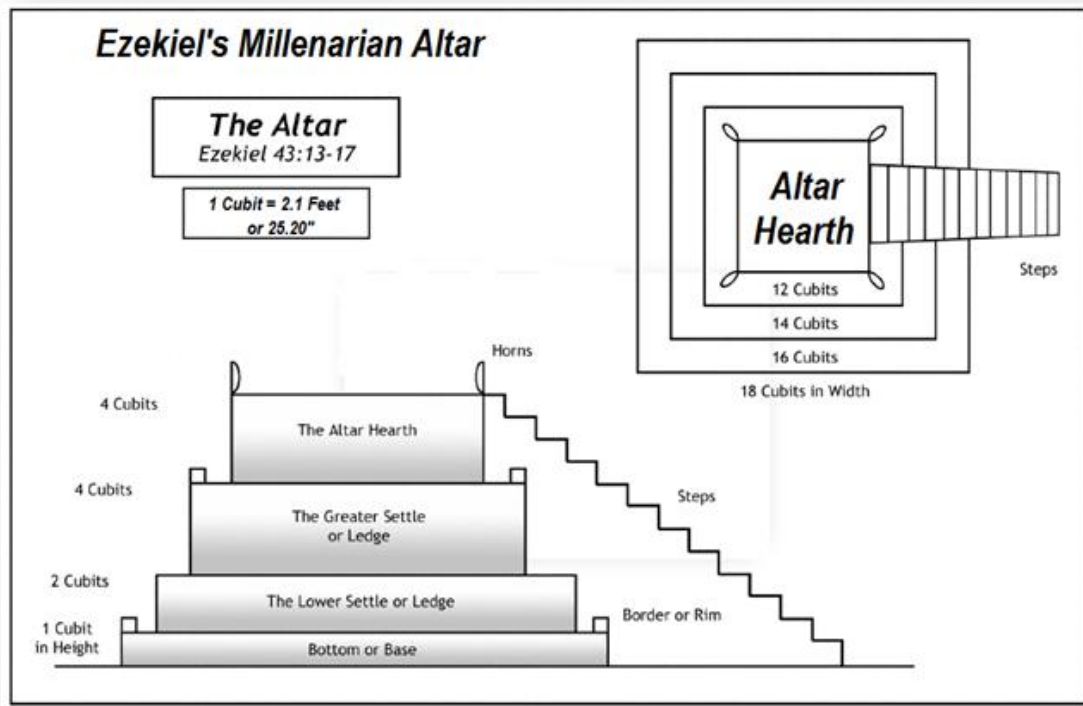 Ezekiel's Millenarian Altar
The Altar
Ezekiel 43:13-17
1 Cubit = 2.1 Feet
or 25.20"
Altar
Hearth
Steps
12 Cubits
14 Cubits
16 Cubits
18 Cubits in Width
Horns
4 Cubits
The Altar Hearth
4 Cubits
The Greater Settle
or Ledge
Steps
2 Cubits
The Lower Settle or Ledge
Border or Rim
1 Cubit
in Height
Bottom or Base